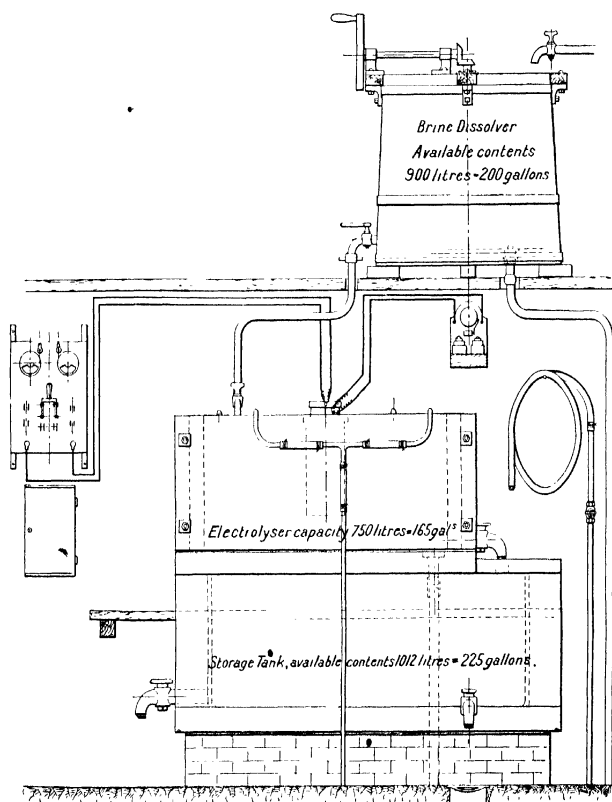 Brine Dissolver
Available contents
900 litres=200 gallons
Electrolyser capacity 750 litres=165 gals
Storage Tank, available contents 1012 litres = 225 gallons.